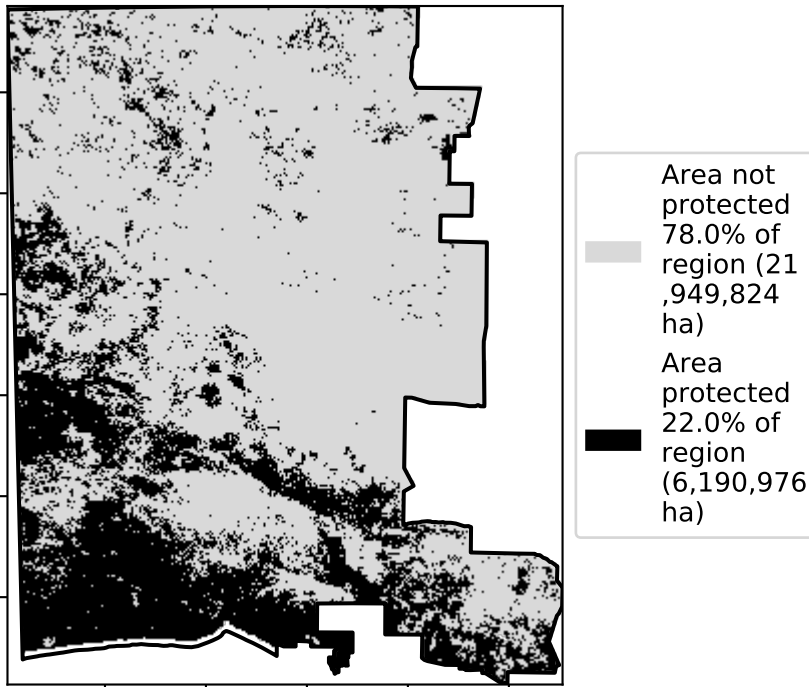 Area not
protected
78.0% of
region (21
,949,824
ha)
Area
protected
22.0% of
region
(6,190,976
ha)